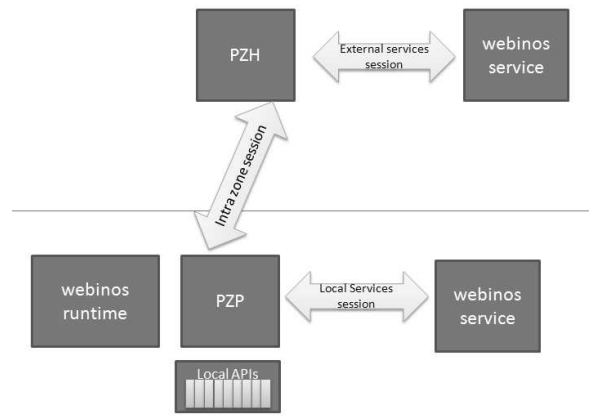 PZH
External services
session
webinos
service
Intra zone session
webinos
runtime
PZP
Local Services
session
webinos
service
Local APIs